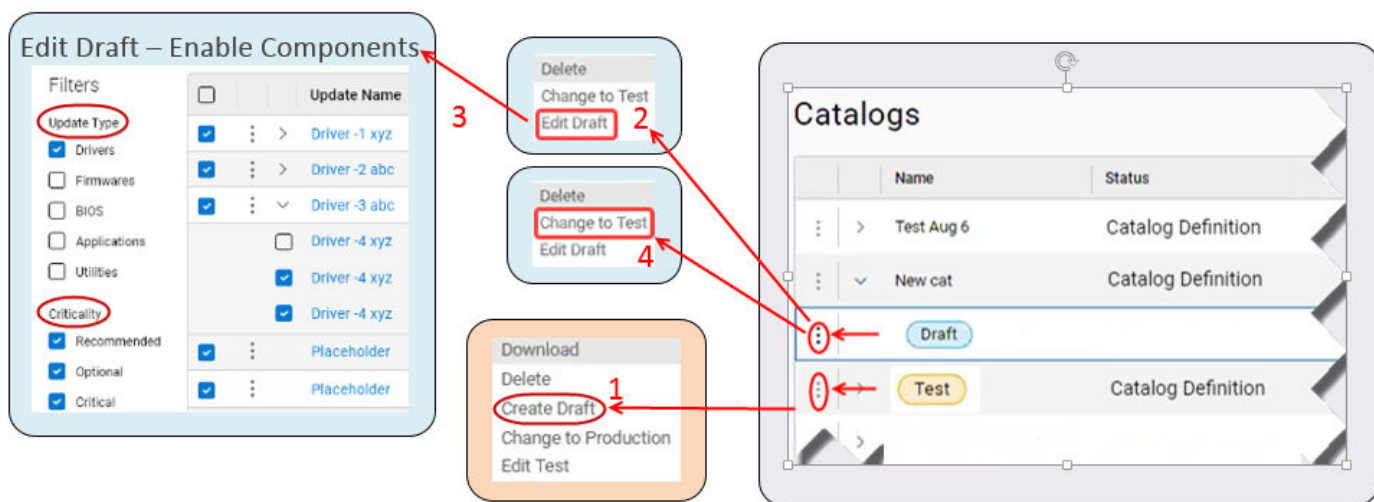 Edit Draft – Enable Components
Filters
Update Type
Drivers
Firmwares
BIOS
Applications
Utilities
Criticality
Recommended
Optional
Critical
Update Name
Driver -1 xyz
Driver -2 abc
Driver -3 abc
Driver -4 xyz
Driver -4 xyz
Driver -4 xyz
Placeholder
Placeholder
3
Delete
Change to Test
Edit Draft 2
Delete
Change to Test
Edit Draft 4
Download
Delete
1
Create Draft
Change to Production
Edit Test
Catalogs
Name Status
Test Aug 6 Catalog Definition
New cat Catalog Definition
Draft
Test Catalog Definition